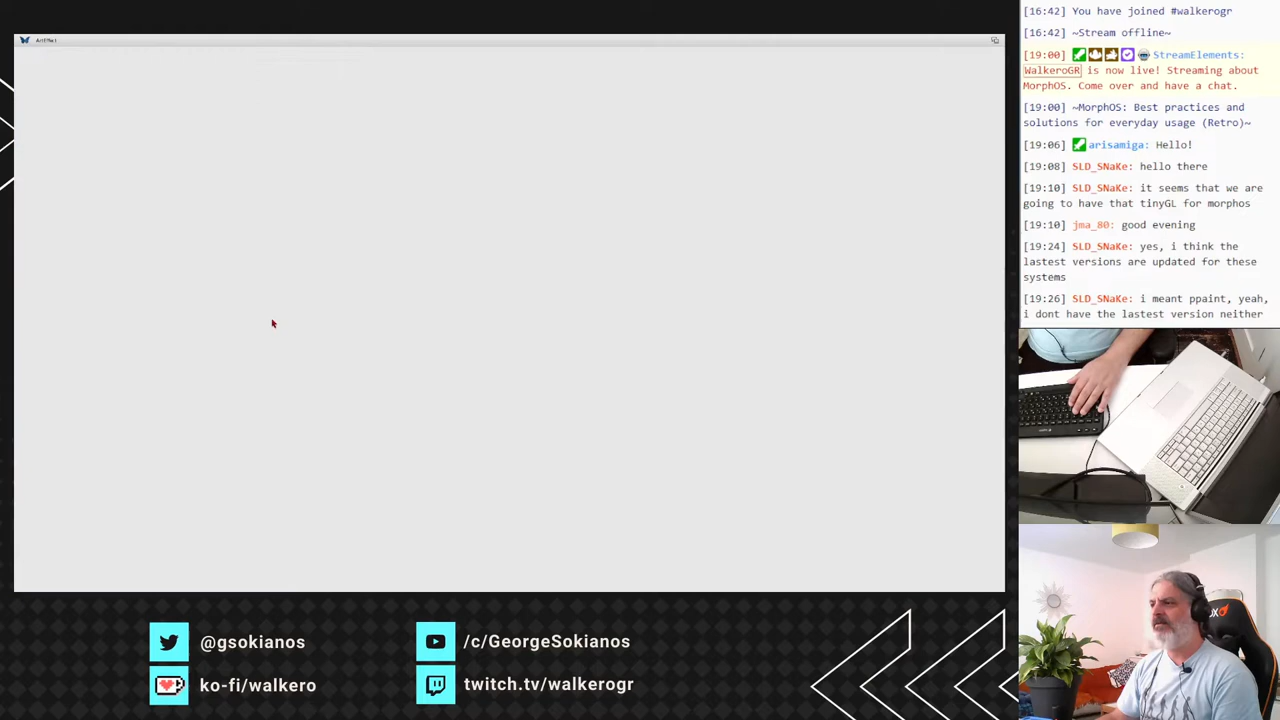 ArtEffect
[16:42] You have joined #walkerogr
[16:42] ~Stream offline~
[19:00] StreamElements:
WalkeroGR is now live! Streaming about
MorphOS. Come over and have a chat.
[19:00] ~MorphOS: Best practices and
solutions for everyday usage (Retro)~
[19:06] arisamiga: Hello!
[19:08] SLD_SNaKe: hello there
[19:10] SLD_SNaKe: it seems that we are
going to have that tinyGL for morphos
[19:10] jma_80: good evening
[19:24] SLD_SNaKe: yes, i think the
lastest versions are updated for these
systems
[19:26] SLD_SNaKe: i meant ppaint, yeah,
i dont have the lastest version neither
@gsokianos
/c/GeorgeSokianos
ko-fi/walkero
twitch.tv/walkerogr